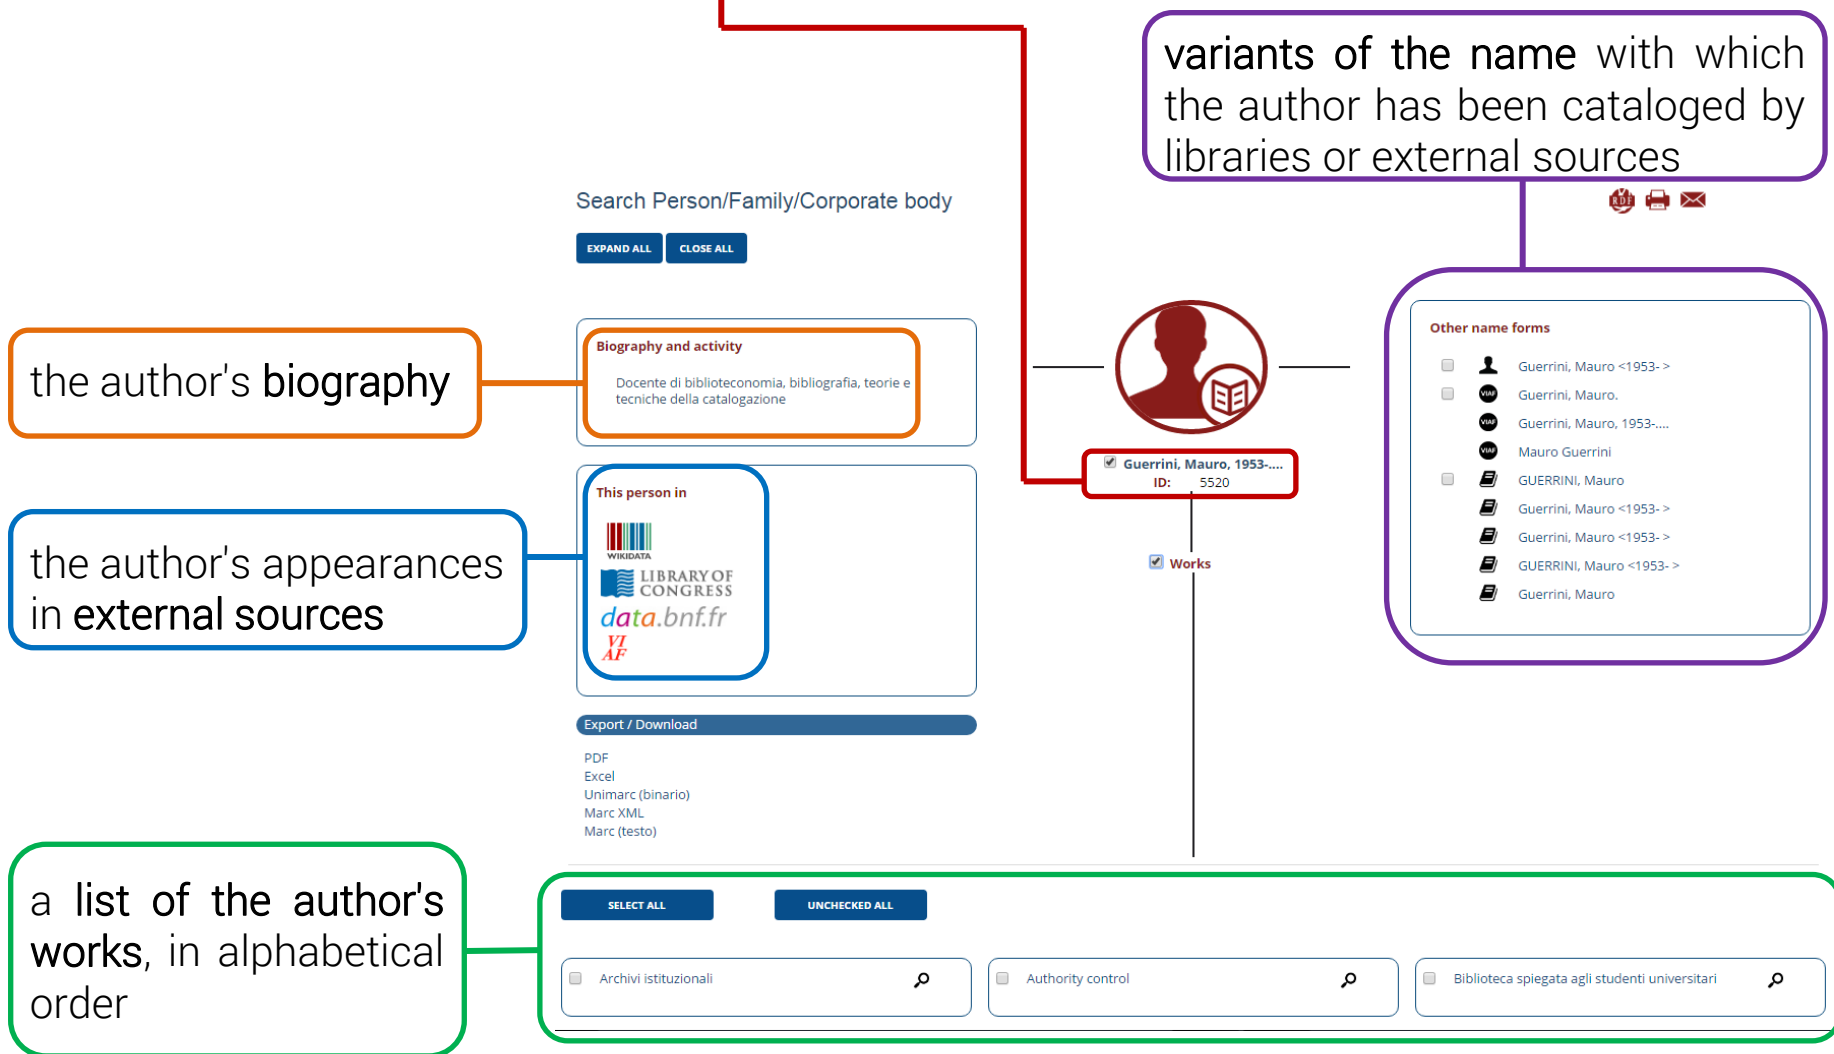 variants of the name with which
the author has been cataloged by
libraries or external sources
RDF
Search Person/Family/Corporate body
EXPAND ALL
CLOSE ALL
the author's biography
Biography and activity
Docente di biblioteconomia, bibliografia, teorie e
tecniche della catalogazione
the author's appearances
in external sources
This person in
WIKIDATA
LIBRARY OF
CONGRESS
data.bnf.fr
VI
AF
Guerrini, Mauro, 1953-....
ID: 5520
Works
Other name forms
Guerrini, Mauro <1953- >
VIAF Guerrini, Mauro.
VIAF Guerrini, Mauro, 1953-....
VIAF Mauro Guerrini
GUERRINI, Mauro
Guerrini, Mauro <1953- >
Guerrini, Mauro <1953- >
GUERRINI, Mauro <1953- >
Guerrini, Mauro
Export / Download
PDF
Excel
Unimarc (binario)
Marc XML
Marc (testo)
a list of the author's
works, in alphabetical
order
SELECT ALL
UNCHECKED ALL
Archivi istituzionali
Authority control
Biblioteca spiegata agli studenti universitari